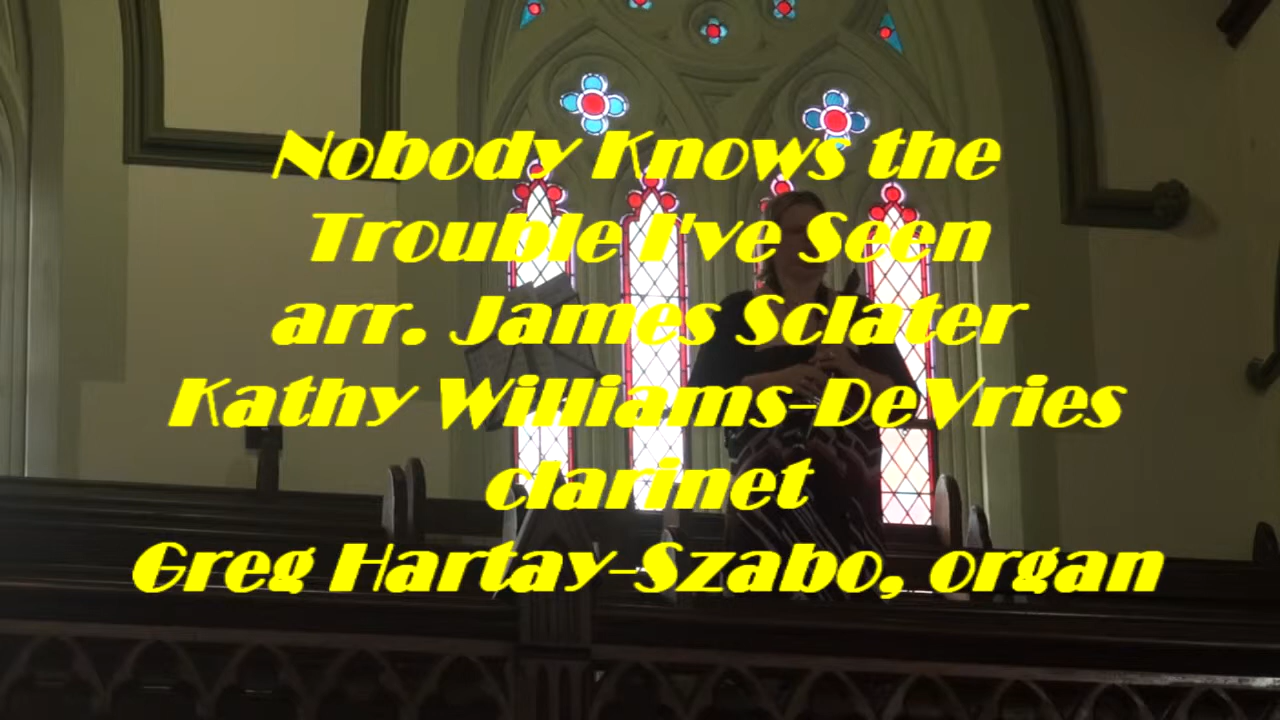 Nobody Knows the
Trouble I've Seen
arr. James Sclater
Kathy Williams-DeVries
clarinet
Greg Hartay-Szabo, organ